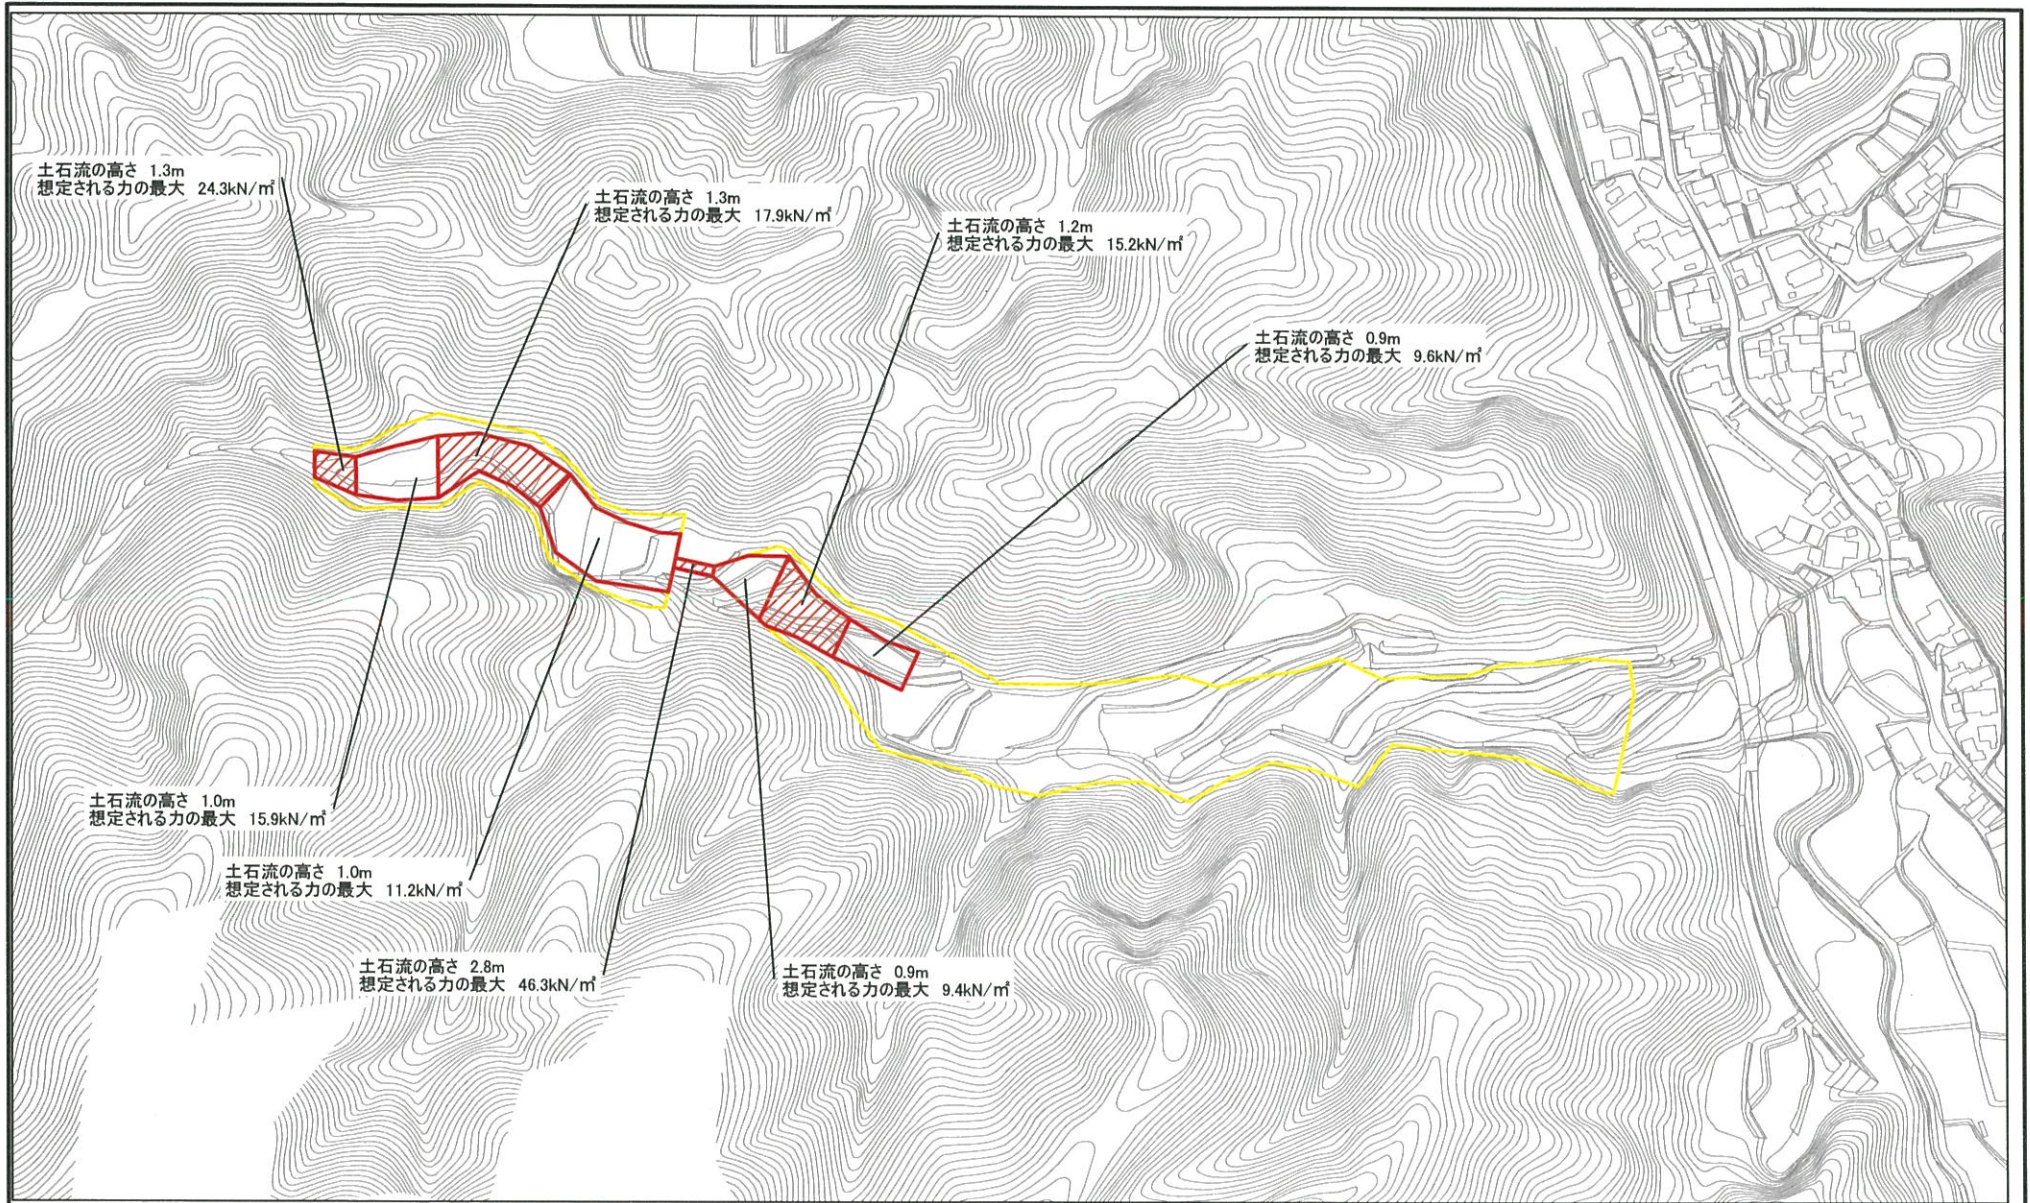 土石流の高さ 1.3m
想定される力の最大 24.3kN/㎡
土石流の高さ 1.3m
想定される力の最大 17.9kN/㎡
土石流の高さ 1.2m
想定される力の最大 15.2kN/㎡
土石流の高さ 0.9m
想定される力の最大 9.6kN/㎡
土石流の高さ 1.0m
想定される力の最大 15.9kN/㎡
土石流の高さ 1.0m
想定される力の最大 11.2kN/㎡
土石流の高さ 2.8m
想定される力の最大 46.3kN/㎡
土石流の高さ 0.9m
想定される力の最大 9.4kN/㎡